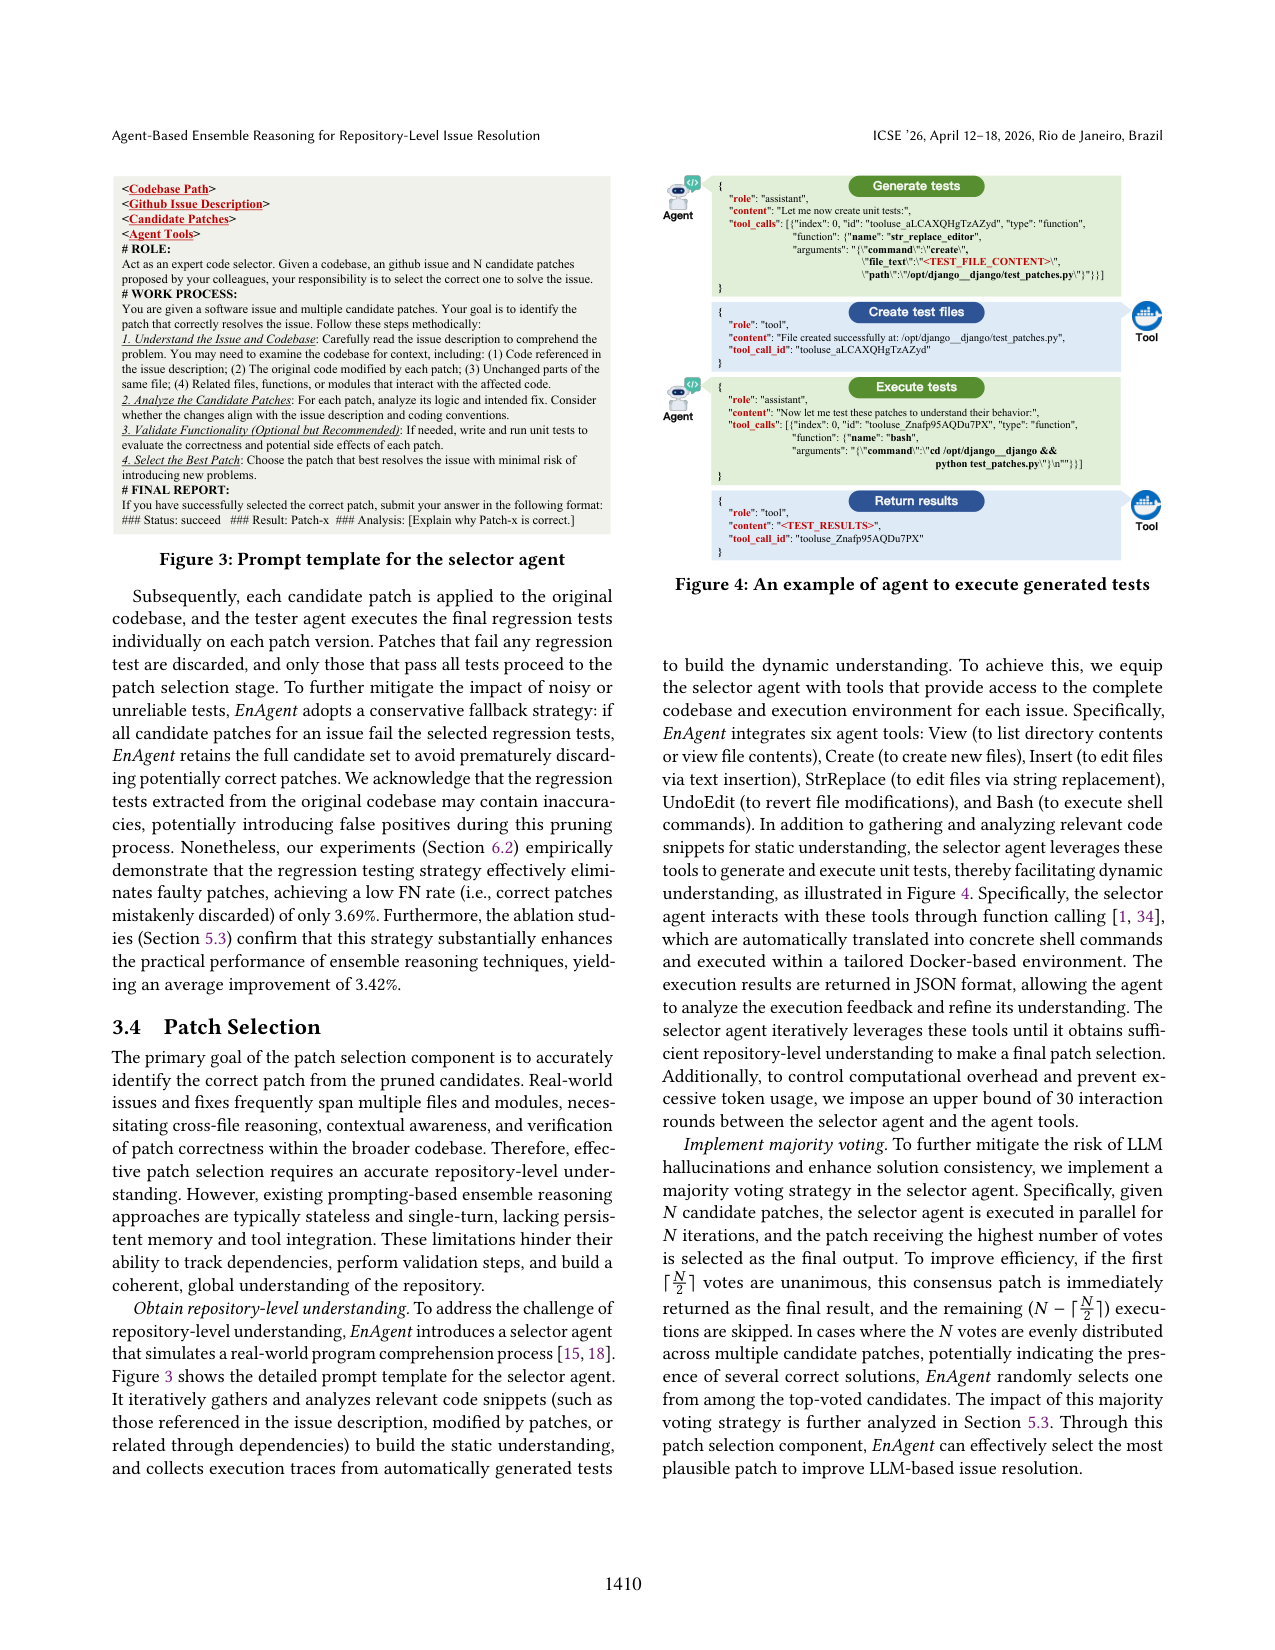 Agent-Based Ensemble Reasoning for Repository-Level Issue Resolution
ICSE ’26, April 12–18, 2026, Rio de Janeiro, Brazil
<Codebase Path>
<Github Issue Description>
<Candidate Patches>
<Agent Tools>
# ROLE:
Act as an expert code selector. Given a codebase, an github issue and N candidate patches
proposed by your colleagues, your responsibility is to select the correct one to solve the issue.
# WORK PROCESS:
You are given a software issue and multiple candidate patches. Your goal is to identify the
patch that correctly resolves the issue. Follow these steps methodically:
1. Understand the Issue and Codebase: Carefully read the issue description to comprehend the
problem. You may need to examine the codebase for context, including: (1) Code referenced in
the issue description; (2) The original code modified by each patch; (3) Unchanged parts of the
same file; (4) Related files, functions, or modules that interact with the affected code.
2. Analyze the Candidate Patches: For each patch, analyze its logic and intended fix. Consider
whether the changes align with the issue description and coding conventions.
3. Validate Functionality (Optional but Recommended): If needed, write and run unit tests to
evaluate the correctness and potential side effects of each patch.
4. Select the Best Patch: Choose the patch that best resolves the issue with minimal risk of
introducing new problems.
# FINAL REPORT:
If you have successfully selected the correct patch, submit your answer in the following format:
### Status: succeed ### Result: Patch-x ### Analysis: [Explain why Patch-x is correct.]
Figure 3: Prompt template for the selector agent
Subsequently, each candidate patch is applied to the original
codebase, and the tester agent executes the final regression tests
individually on each patch version. Patches that fail any regression
test are discarded, and only those that pass all tests proceed to the
patch selection stage. To further mitigate the impact of noisy or
unreliable tests, EnAgent adopts a conservative fallback strategy: if
all candidate patches for an issue fail the selected regression tests,
EnAgent retains the full candidate set to avoid prematurely discard-
ing potentially correct patches. We acknowledge that the regression
tests extracted from the original codebase may contain inaccura-
cies, potentially introducing false positives during this pruning
process. Nonetheless, our experiments (Section 6.2) empirically
demonstrate that the regression testing strategy effectively elimi-
nates faulty patches, achieving a low FN rate (i.e., correct patches
mistakenly discarded) of only 3.69%. Furthermore, the ablation stud-
ies (Section 5.3) confirm that this strategy substantially enhances
the practical performance of ensemble reasoning techniques, yield-
ing an average improvement of 3.42%.
3.4 Patch Selection
The primary goal of the patch selection component is to accurately
identify the correct patch from the pruned candidates. Real-world
issues and fixes frequently span multiple files and modules, neces-
sitating cross-file reasoning, contextual awareness, and verification
of patch correctness within the broader codebase. Therefore, effec-
tive patch selection requires an accurate repository-level under-
standing. However, existing prompting-based ensemble reasoning
approaches are typically stateless and single-turn, lacking persis-
tent memory and tool integration. These limitations hinder their
ability to track dependencies, perform validation steps, and build a
coherent, global understanding of the repository.
Obtain repository-level understanding. To address the challenge of
repository-level understanding, EnAgent introduces a selector agent
that simulates a real-world program comprehension process [15, 18].
Figure 3 shows the detailed prompt template for the selector agent.
It iteratively gathers and analyzes relevant code snippets (such as
those referenced in the issue description, modified by patches, or
related through dependencies) to build the static understanding,
and collects execution traces from automatically generated tests
Agent
Generate tests
{
"role": "assistant",
"content": "Let me now create unit tests:",
"tool_calls": [{"index": 0, "id": "tooluse_aLCAXQHgTzAZyd", "type": "function",
"function": {"name": "str_replace_editor",
"arguments": "{\"command\":\"create\",
\"file_text\":\"<TEST_FILE_CONTENT>\",
\"path\":\"/opt/django__django/test_patches.py\"}"}}]
}
Create test files
{
"role": "tool",
"content": "File created successfully at: /opt/django__django/test_patches.py",
"tool_call_id": "tooluse_aLCAXQHgTzAZyd"
}
Tool
Agent
Execute tests
{
"role": "assistant",
"content": "Now let me test these patches to understand their behavior:",
"tool_calls": [{"index": 0, "id": "tooluse_Znafp95AQDu7PX", "type": "function",
"function": {"name": "bash",
"arguments": "{\"command\":\"cd /opt/django__django &&
python test_patches.py\"}\n""}}]
}
Return results
{
"role": "tool",
"content": "<TEST_RESULTS>",
"tool_call_id": "tooluse_Znafp95AQDu7PX"
}
Tool
Figure 4: An example of agent to execute generated tests
to build the dynamic understanding. To achieve this, we equip
the selector agent with tools that provide access to the complete
codebase and execution environment for each issue. Specifically,
EnAgent integrates six agent tools: View (to list directory contents
or view file contents), Create (to create new files), Insert (to edit files
via text insertion), StrReplace (to edit files via string replacement),
UndoEdit (to revert file modifications), and Bash (to execute shell
commands). In addition to gathering and analyzing relevant code
snippets for static understanding, the selector agent leverages these
tools to generate and execute unit tests, thereby facilitating dynamic
understanding, as illustrated in Figure 4. Specifically, the selector
agent interacts with these tools through function calling [1, 34],
which are automatically translated into concrete shell commands
and executed within a tailored Docker-based environment. The
execution results are returned in JSON format, allowing the agent
to analyze the execution feedback and refine its understanding. The
selector agent iteratively leverages these tools until it obtains suffi-
cient repository-level understanding to make a final patch selection.
Additionally, to control computational overhead and prevent ex-
cessive token usage, we impose an upper bound of 30 interaction
rounds between the selector agent and the agent tools.
Implement majority voting. To further mitigate the risk of LLM
hallucinations and enhance solution consistency, we implement a
majority voting strategy in the selector agent. Specifically, given
N candidate patches, the selector agent is executed in parallel for
N iterations, and the patch receiving the highest number of votes
is selected as the final output. To improve efficiency, if the first
⌈N/2⌉ votes are unanimous, this consensus patch is immediately
returned as the final result, and the remaining (N − ⌈N/2⌉) execu-
tions are skipped. In cases where the N votes are evenly distributed
across multiple candidate patches, potentially indicating the pres-
ence of several correct solutions, EnAgent randomly selects one
from among the top-voted candidates. The impact of this majority
voting strategy is further analyzed in Section 5.3. Through this
patch selection component, EnAgent can effectively select the most
plausible patch to improve LLM-based issue resolution.
1410